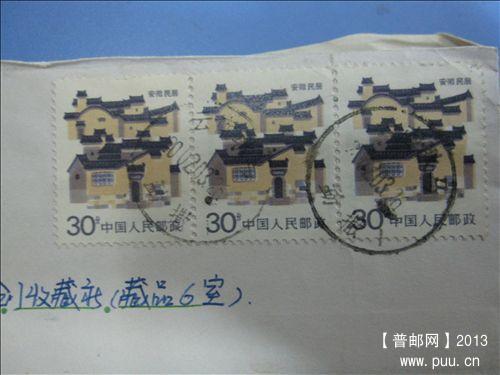 安徽民居 安徽民居 安徽民居
30分 中国人民邮政 30分 中国人民邮政 30分 中国人民邮政
收藏社(藏品6室).
【普邮网】2013
www.puu.cn